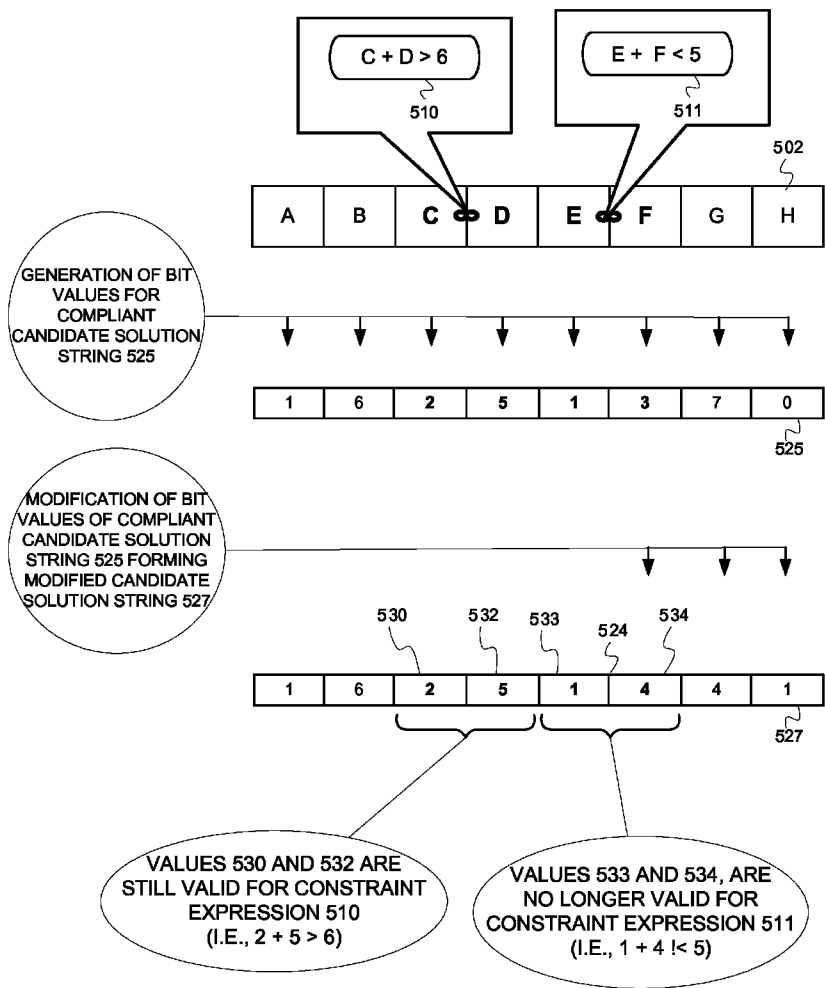 C + D > 6
510
E + F < 5
511
502
A B C D E F G H
GENERATION OF BIT
VALUES FOR
COMPLIANT
CANDIDATE SOLUTION
STRING 525
1 6 2 5 1 3 7 0
525
MODIFICATION OF BIT
VALUES OF COMPLIANT
CANDIDATE SOLUTION
STRING 525 FORMING
MODIFIED CANDIDATE
SOLUTION STRING 527
530 532 533 524 534
1 6 2 5 1 4 4 1
527
VALUES 530 AND 532 ARE
STILL VALID FOR CONSTRAINT
EXPRESSION 510
(I.E., 2 + 5 > 6)
VALUES 533 AND 534, ARE
NO LONGER VALID FOR
CONSTRAINT EXPRESSION 511
(I.E., 1 + 4 !< 5)